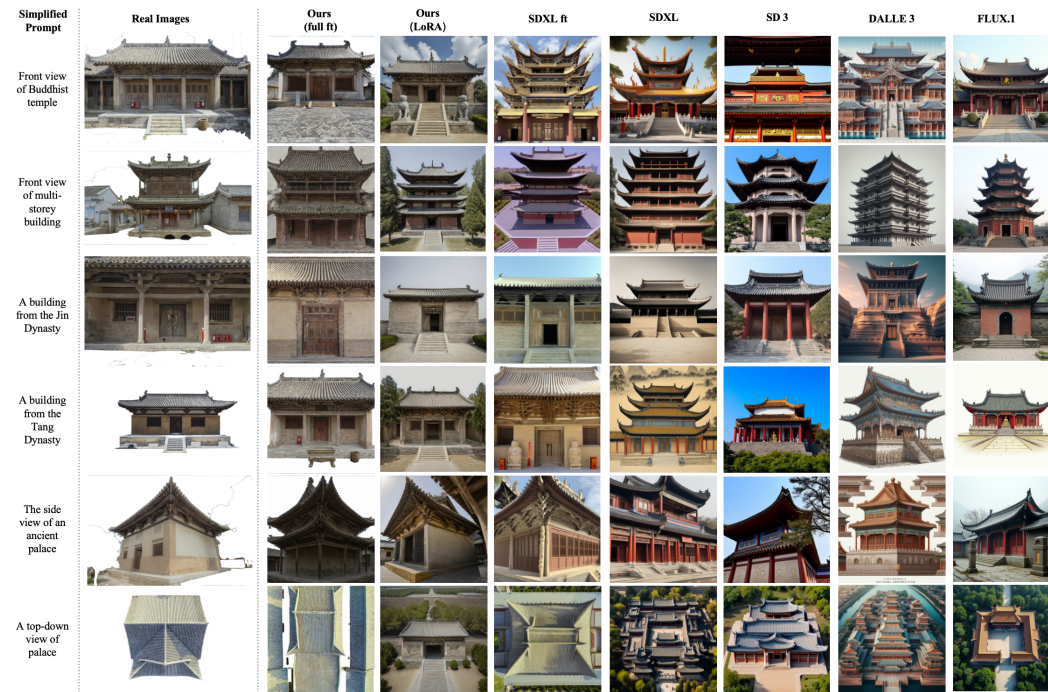 Simplified
Prompt
Real Images
Ours
(full ft)
Ours
(LoRA)
SDXL ft
SDXL
SD 3
DALLE 3
FLUX.1
Front view
of Buddhist
temple
Front view
of multi-
storey
building
A building
from the Jin
Dynasty
A building
from the
Tang
Dynasty
The side
view of an
ancient
palace
A top-down
view of
palace